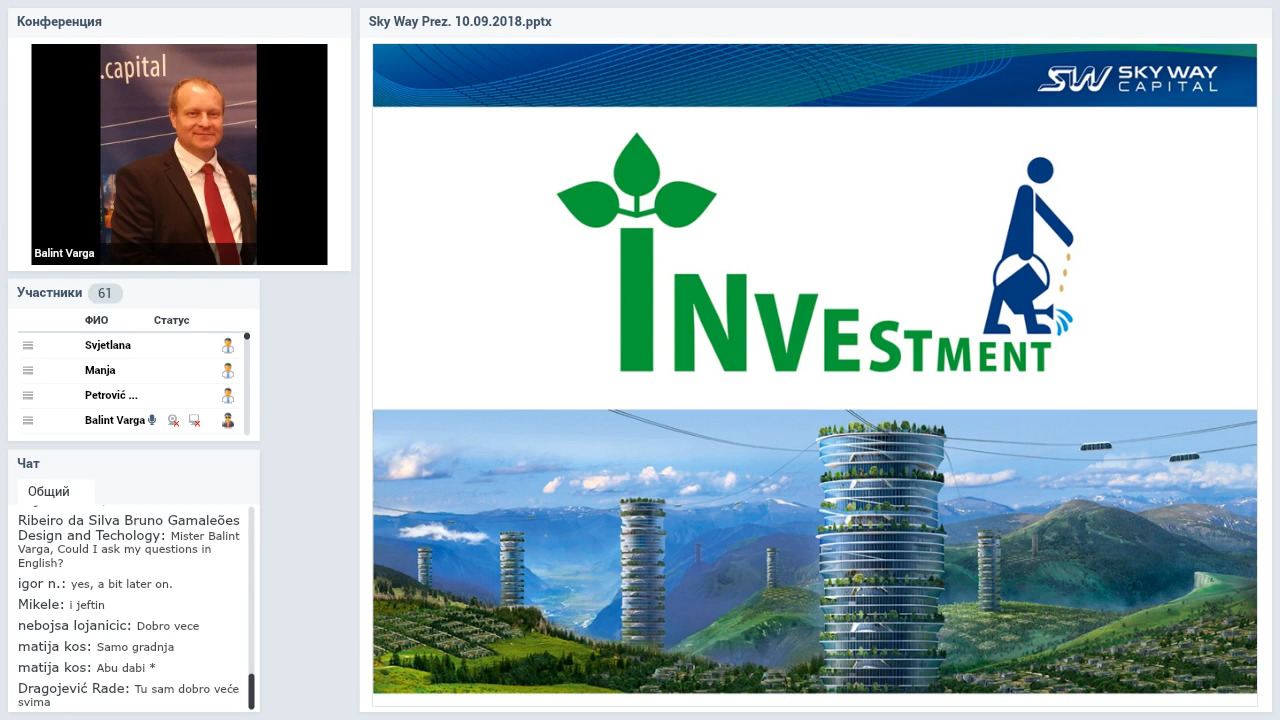 Конференция
.capital
Balint Varga
Участники 61
ФИО Статус
Svjetlana
Manja
Petrović ...
Balint Varga
Чат
Общий
Ribeiro da Silva Bruno Gamaleões
Design and Techology: Mister Balint
Varga, Could I ask my questions in
English?
igor n.: yes, a bit later on.
Mikele: i jeftin
nebojsa lojanicic: Dobro vece
matija kos: Samo gradnja
matija kos: Abu dabi *
Dragojević Rade: Tu sam dobro veće
svima
Sky Way Prez. 10.09.2018.pptx
SW SKY WAY
CAPITAL
INVESTMENT